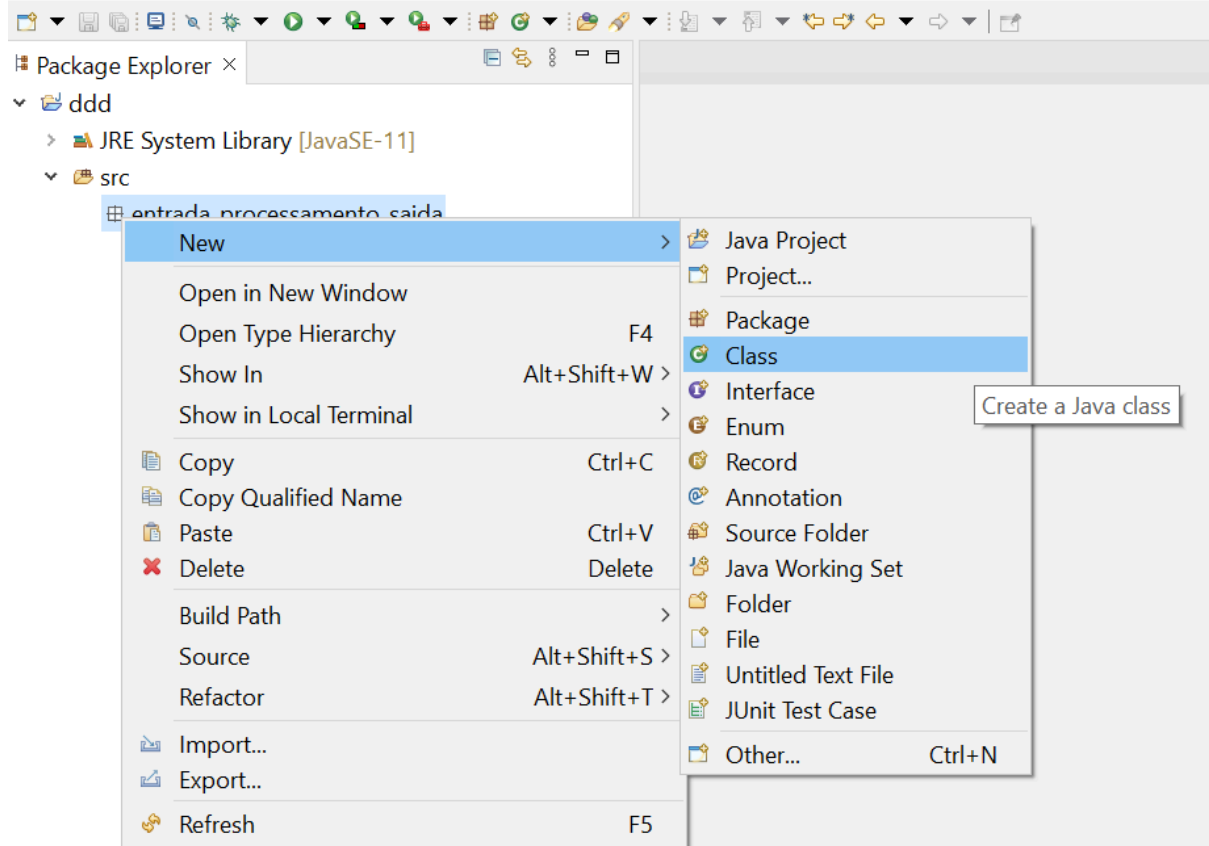 Package Explorer ×
ddd
JRE System Library [JavaSE-11]
src
entrada_processamento_saida
New
Open in New Window
Open Type Hierarchy F4
Show In Alt+Shift+W >
Show in Local Terminal >
Copy Ctrl+C
Copy Qualified Name
Paste Ctrl+V
Delete Delete
Build Path >
Source Alt+Shift+S >
Refactor Alt+Shift+T >
Import...
Export...
Refresh F5
Java Project
Project...
Package
Class
Interface
Create a Java class
Enum
Record
Annotation
Source Folder
Java Working Set
Folder
File
Untitled Text File
JUnit Test Case
Other... Ctrl+N